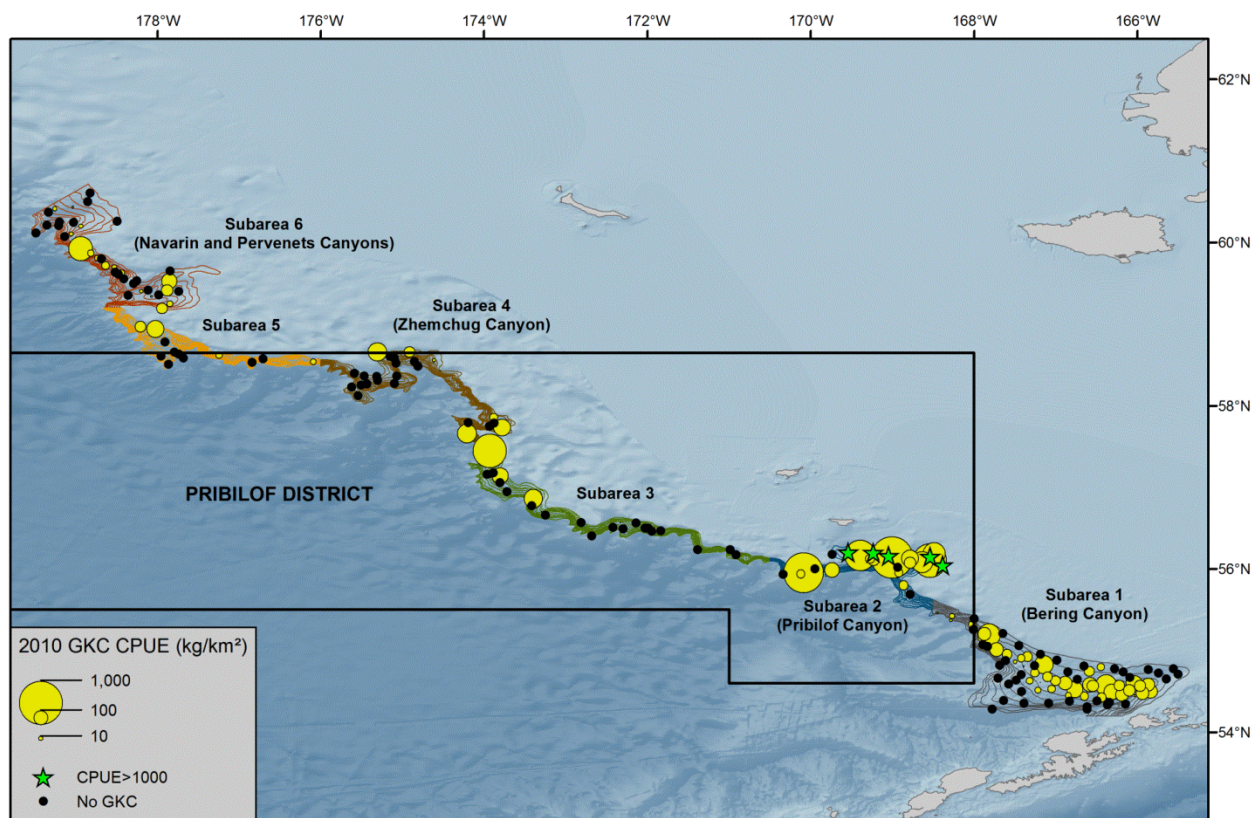 178°W 176°W 174°W 172°W 170°W 168°W 166°W
62°N
60°N
Subarea 6
(Navarin and Pervenets Canyons)
Subarea 5
Subarea 4
(Zhemchug Canyon)
58°N
PRIBILOF DISTRICT
Subarea 3
56°N
Subarea 2
(Pribilof Canyon)
Subarea 1
(Bering Canyon)
54°N
2010 GKC CPUE (kg/km²)
1,000
100
10
CPUE>1000
No GKC